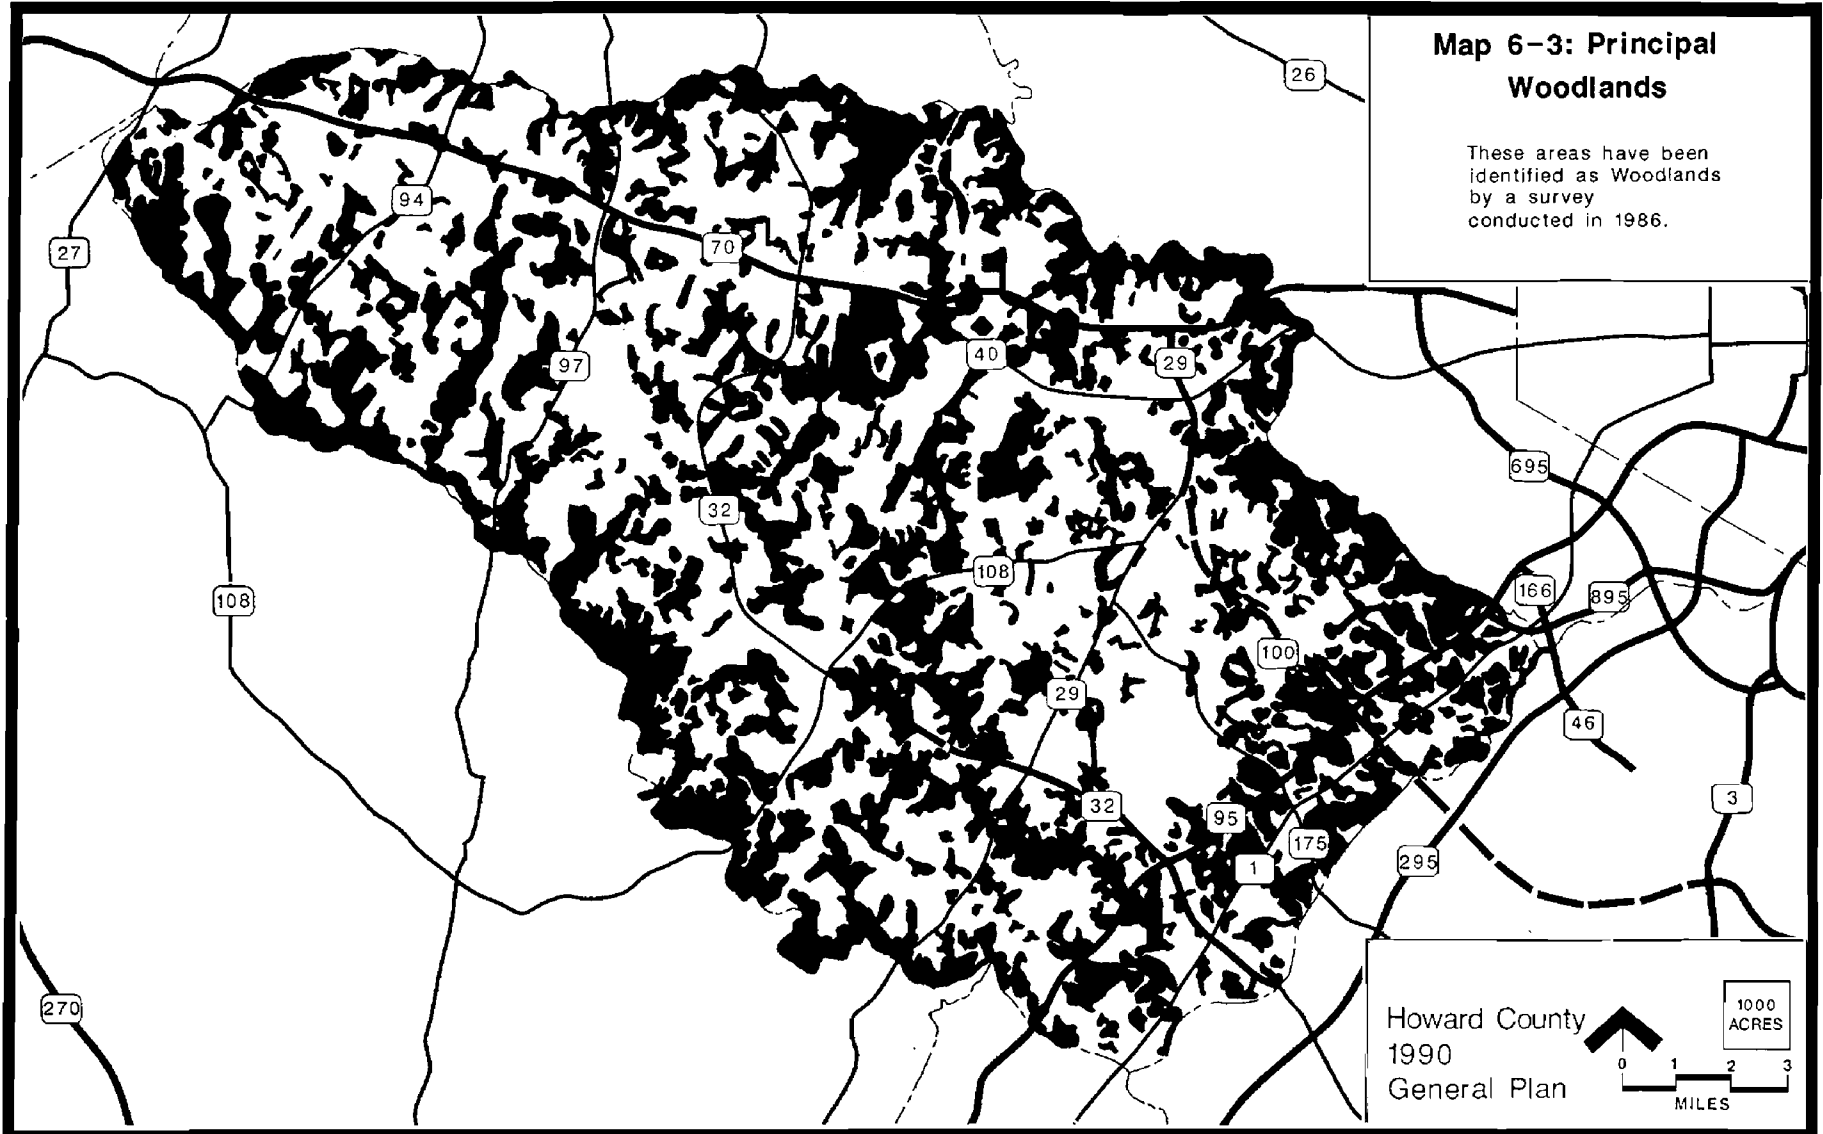 Map 6-3: Principal
Woodlands
These areas have been
identified as Woodlands
by a survey
conducted in 1986.
26
94
27
70
97
40
29
695
32
108
108
166
895
100
29
46
32
95
3
175
1
295
270
Howard County
1990
General Plan
1000
ACRES
0 1 2 3
MILES